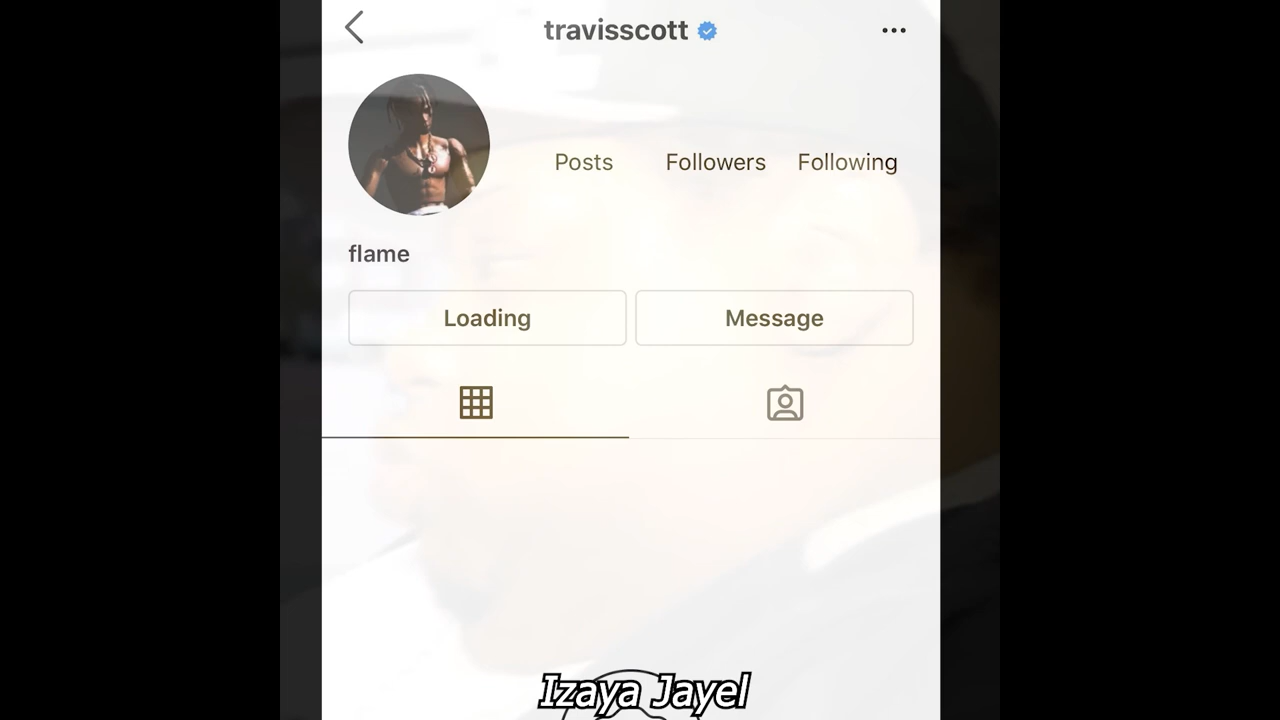 travisscott
Posts Followers Following
flame
Loading Message
Izaya Jayel